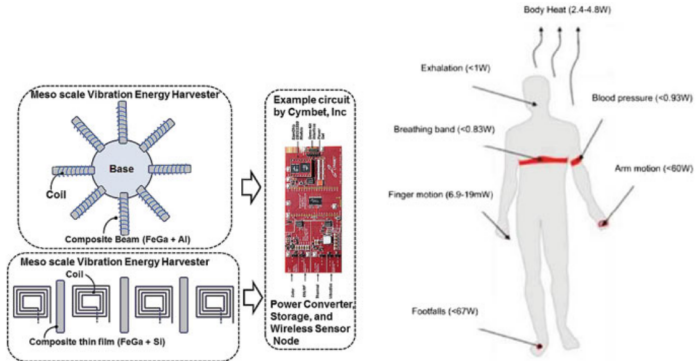 Meso scale Vibration Energy Harvester
Base
Coil
Composite Beam (FeGa + Al)
Meso scale Vibration Energy Harvester
Coil
Composite thin film (FeGa + Si)
Example circuit
by Cymbet, Inc
Power Converter,
Storage, and
Wireless Sensor
Node
Body Heat (2.4-4.8W)
Exhalation (<1W)
Blood pressure (<0.93W)
Breathing band (<0.83W)
Arm motion (<60W)
Finger motion (6.9-19mW)
Footfalls (<67W)